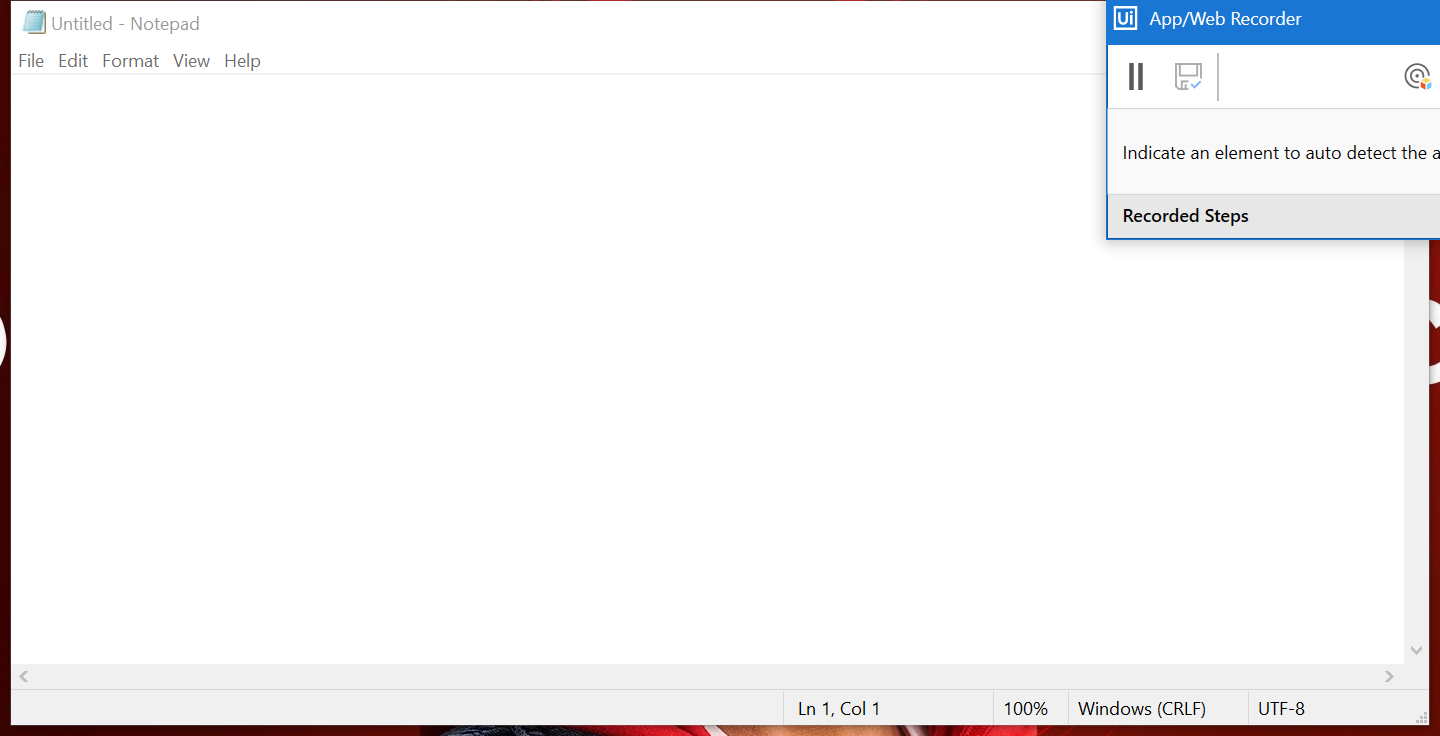 Untitled - Notepad
File Edit Format View Help
Ui App/Web Recorder
Indicate an element to auto detect the a
Recorded Steps
Ln 1, Col 1 100% Windows (CRLF) UTF-8